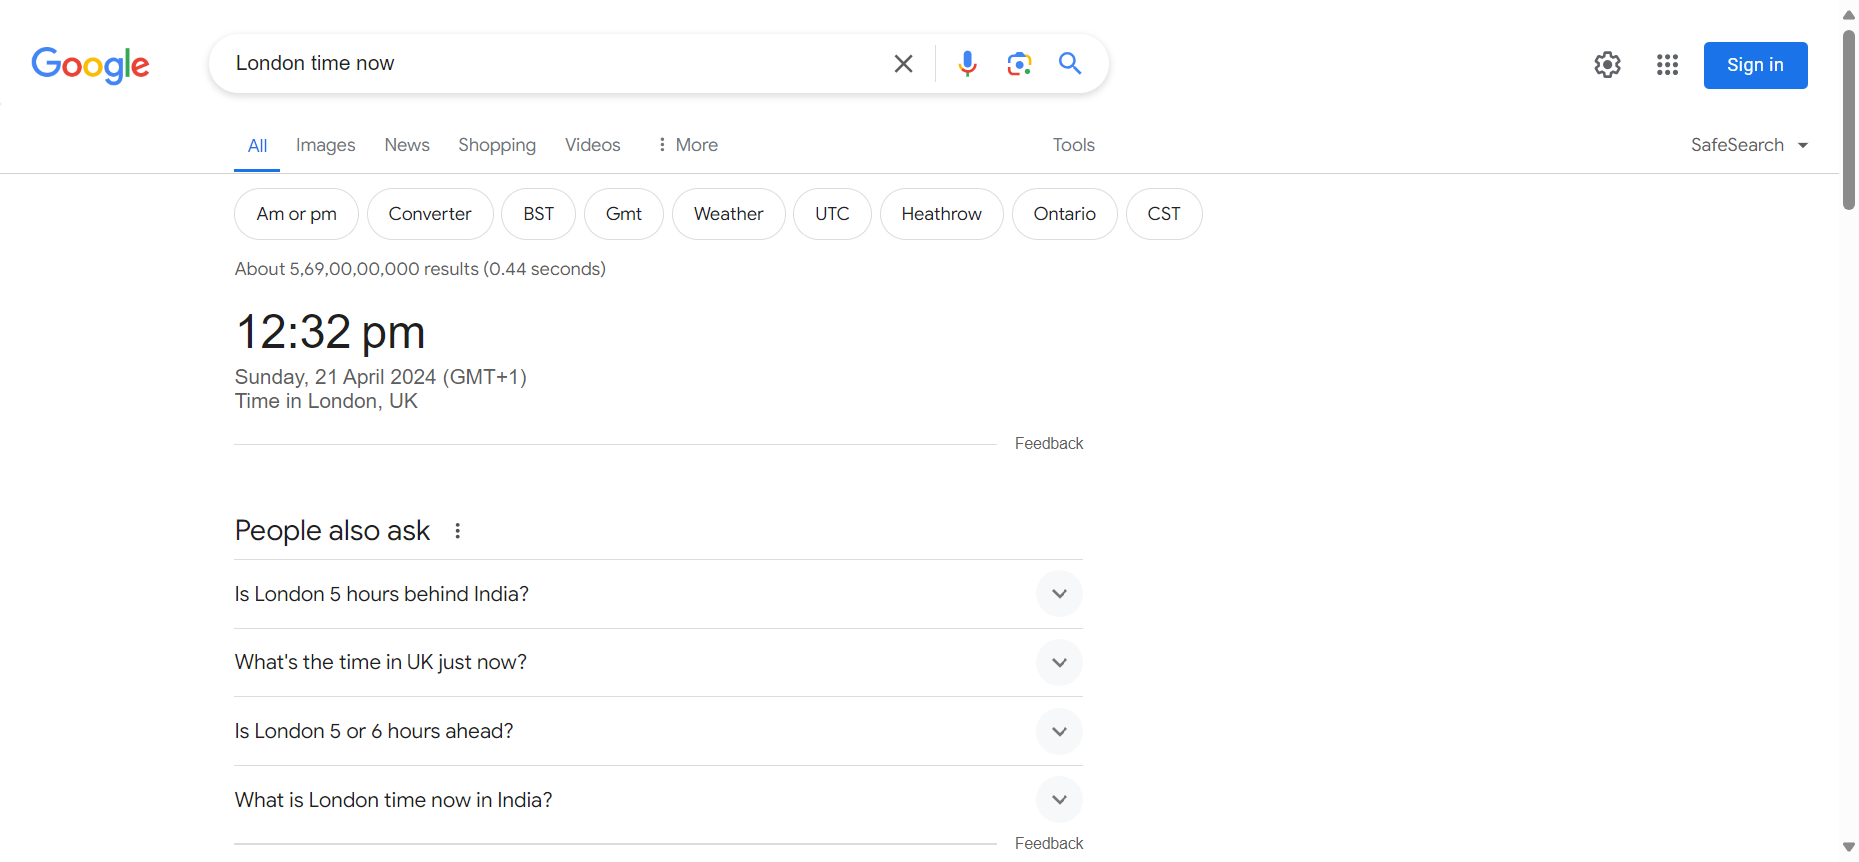 Google
London time now
Sign in
All Images News Shopping Videos More Tools SafeSearch
Am or pm Converter BST Gmt Weather UTC Heathrow Ontario CST
About 5,69,00,00,000 results (0.44 seconds)
12:32 pm
Sunday, 21 April 2024 (GMT+1)
Time in London, UK
Feedback
People also ask
Is London 5 hours behind India?
What's the time in UK just now?
Is London 5 or 6 hours ahead?
What is London time now in India?
Feedback